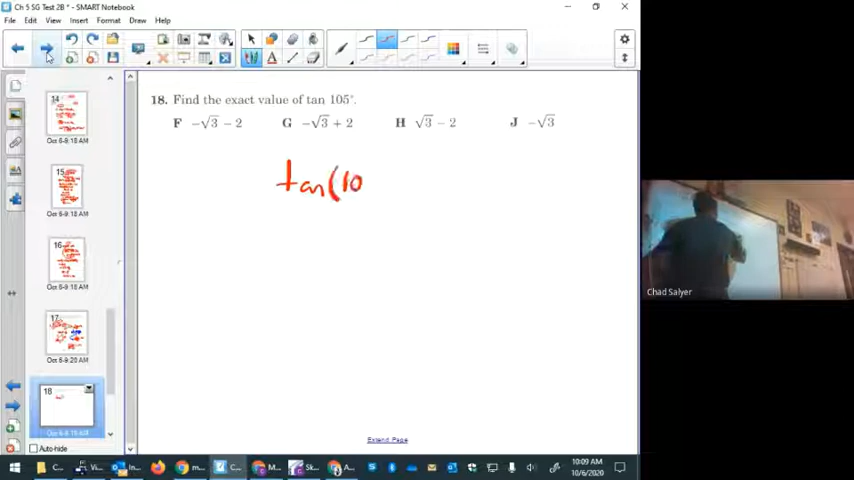 Ch 5 SG Test 2B * - SMART Notebook
File Edit View Insert Format Draw Help
18. Find the exact value of tan 105°.
F −√3 − 2 G −√3 + 2 H √3 − 2 J −√3
tan(10
14
Oct 6-9:18 AM
15
Oct 6-9:18 AM
16
Oct 6-9:18 AM
17
Oct 6-9:20 AM
18
Auto-hide
Extend Page
Chad Salyer
10:09 AM
10/6/2020